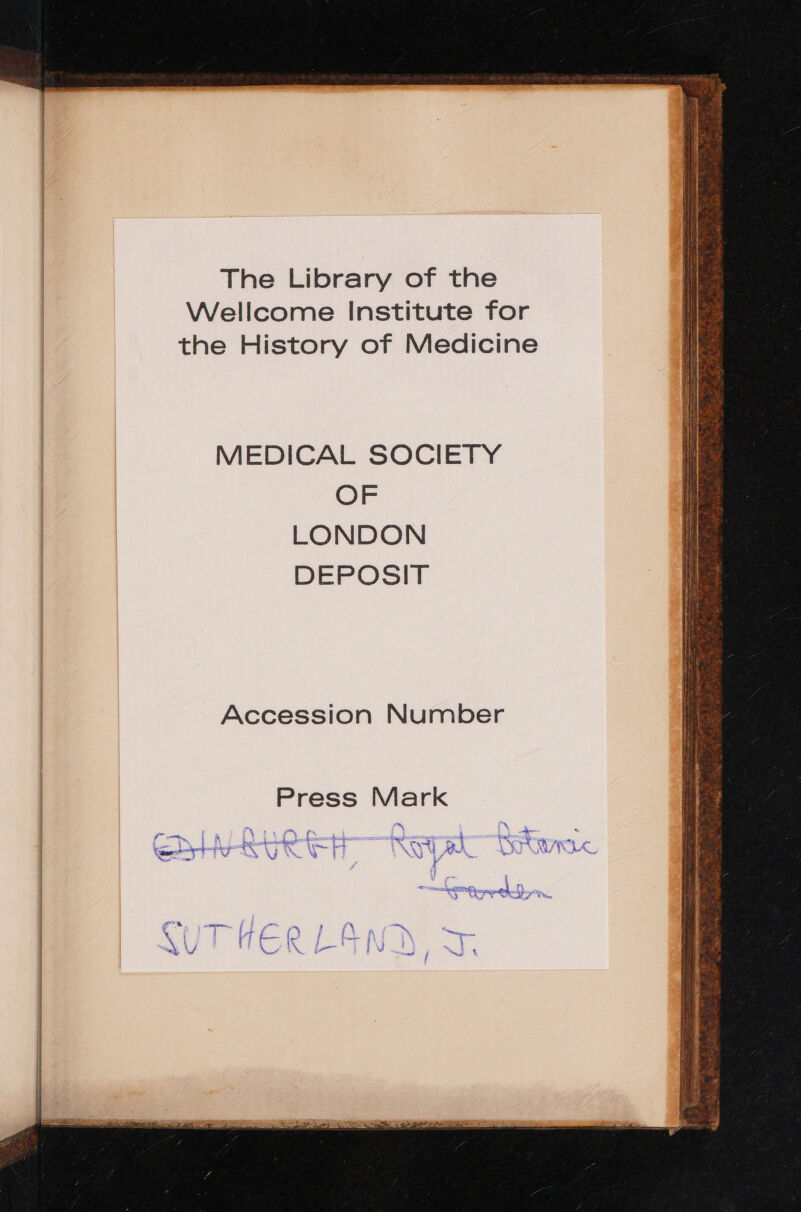 The Library of the
Wellcome Institute for
the History of Medicine
MEDICAL SOCIETY
OF
LONDON
DEPOSIT
Accession Number
Press Mark
EDINBURGH, Royal Botanic
Garden
SUTHERLAND, J.